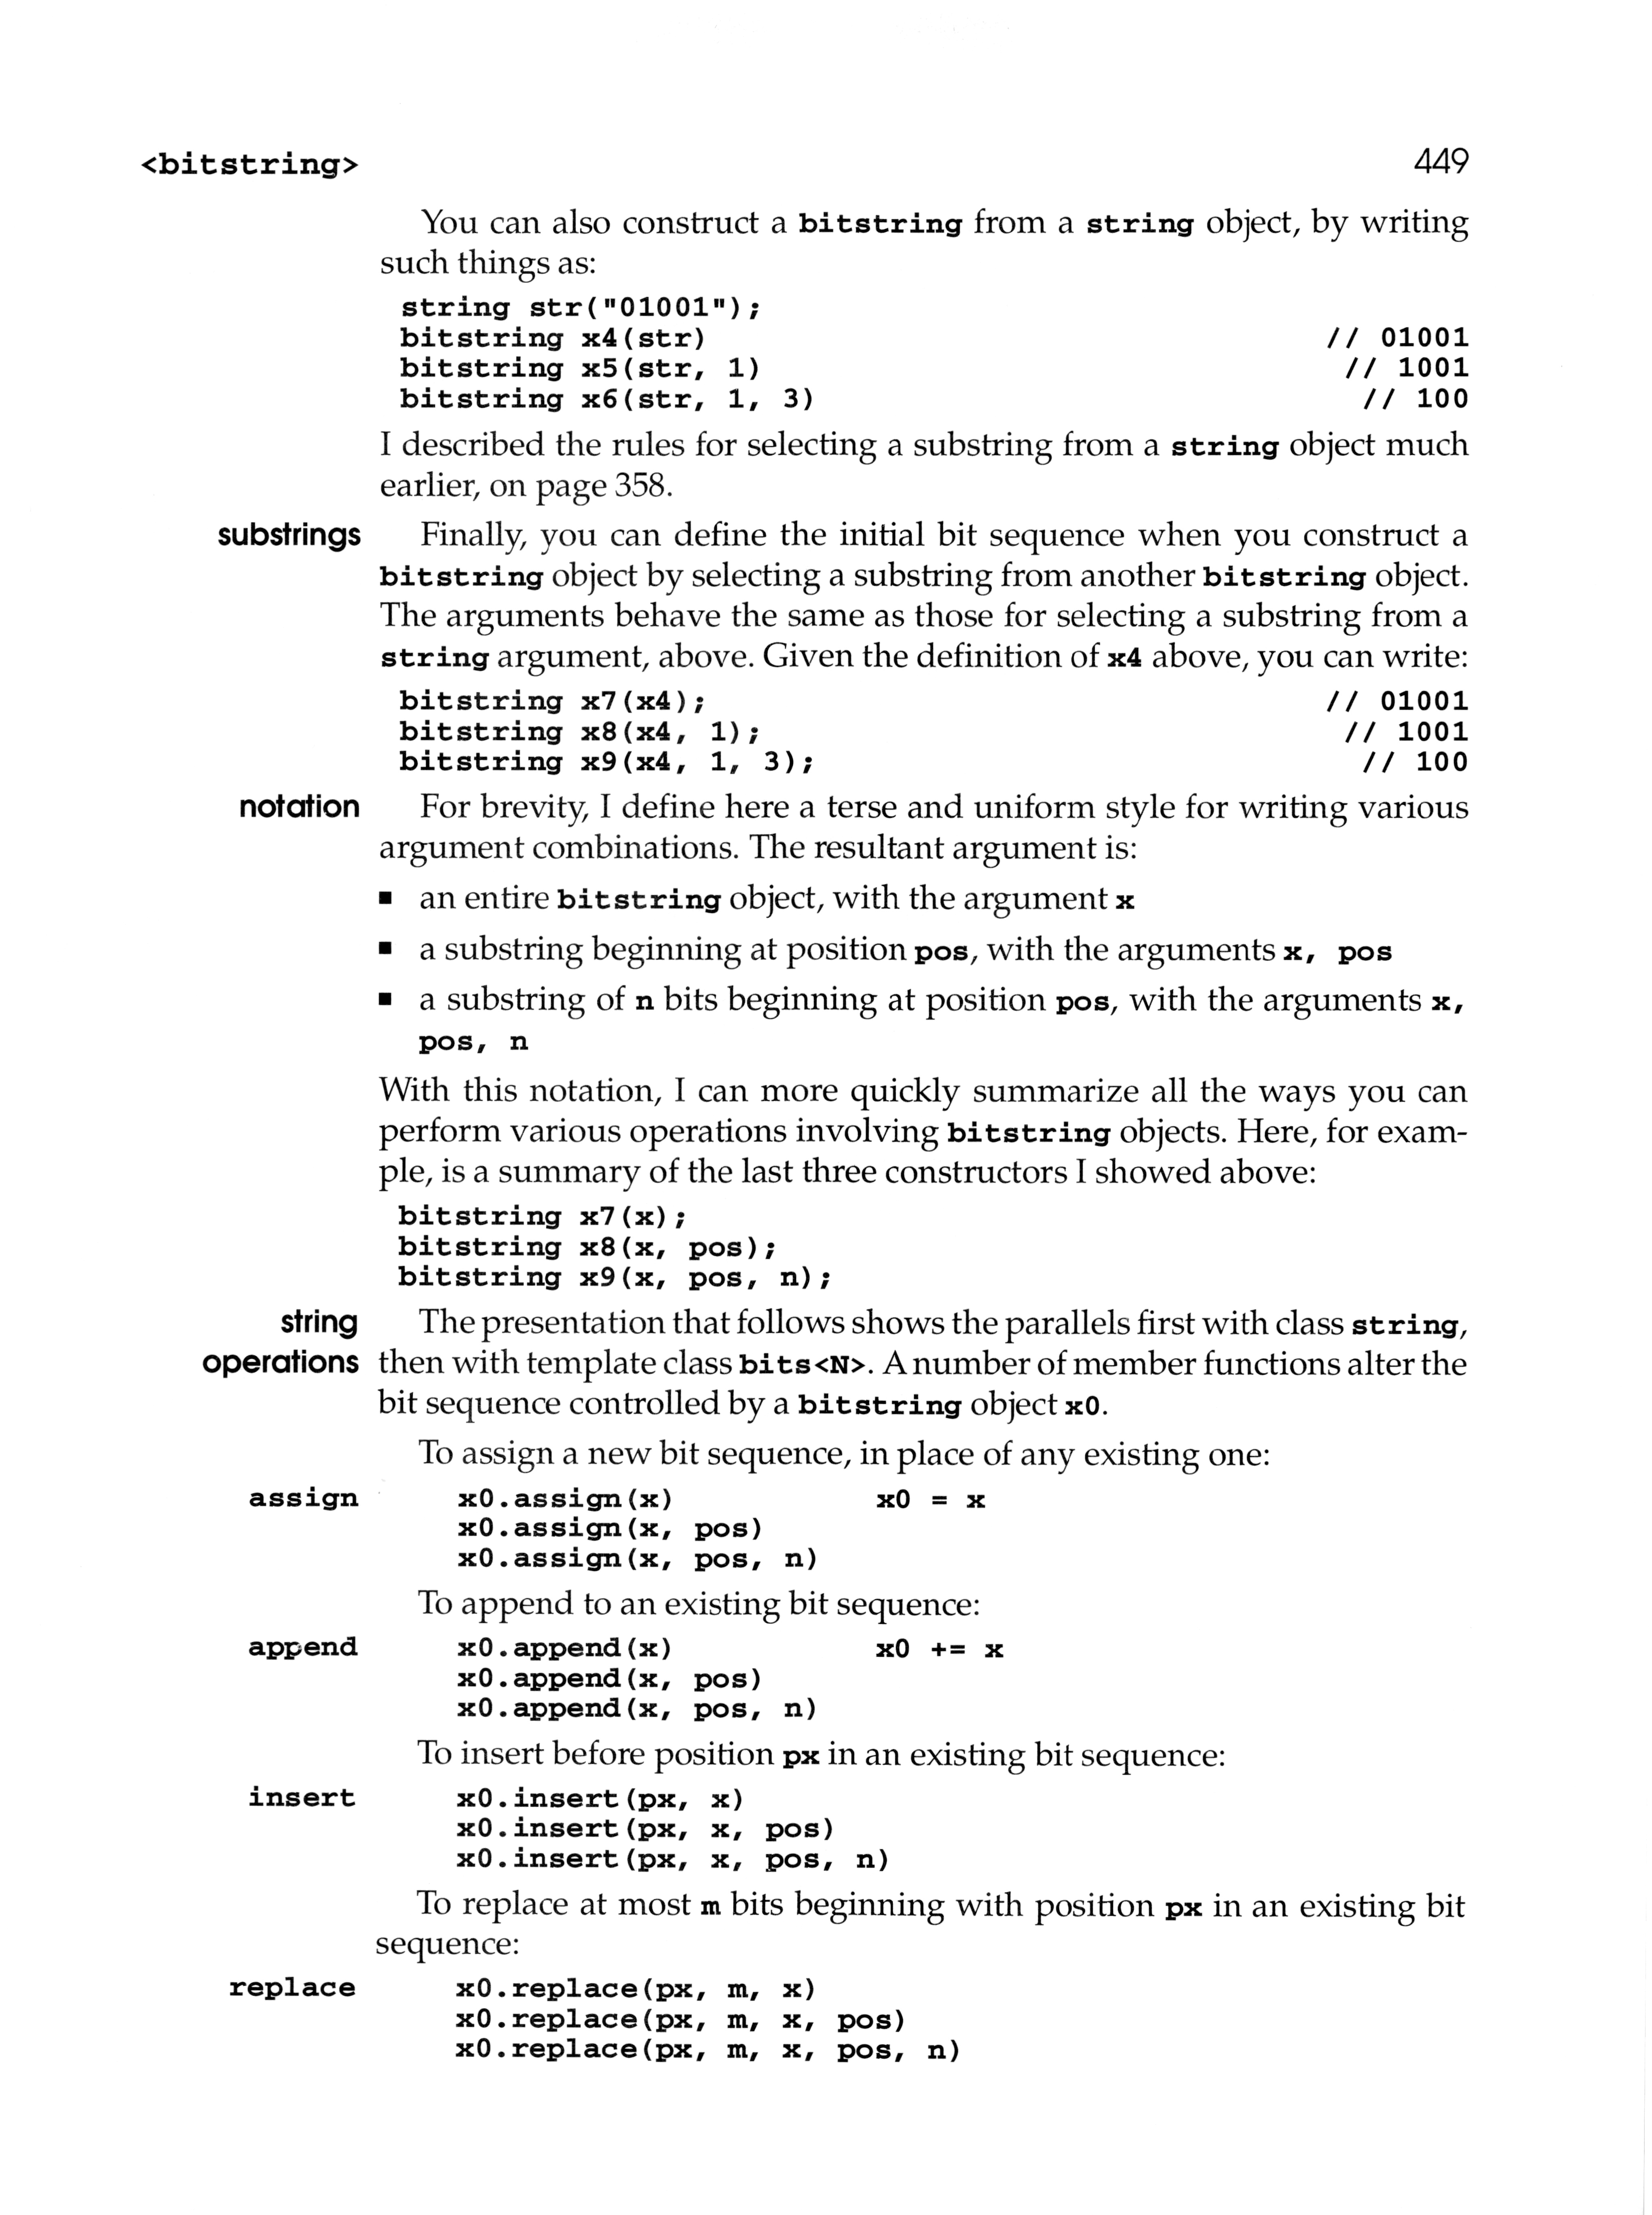 <bitstring> 449
You can also construct a bitstring from a string object, by writing
such things as:
string str("01001");
bitstring x4(str) // 01001
bitstring x5(str, 1) // 1001
bitstring x6(str, 1, 3) // 100
I described the rules for selecting a substring from a string object much
earlier, on page 358.
substrings Finally, you can define the initial bit sequence when you construct a
bitstring object by selecting a substring from another bitstring object.
The arguments behave the same as those for selecting a substring from a
string argument, above. Given the definition of x4 above, you can write:
bitstring x7(x4); // 01001
bitstring x8(x4, 1); // 1001
bitstring x9(x4, 1, 3); // 100
notation For brevity, I define here a terse and uniform style for writing various
argument combinations. The resultant argument is:
■ an entire bitstring object, with the argument x
■ a substring beginning at position pos, with the arguments x, pos
■ a substring of n bits beginning at position pos, with the arguments x,
pos, n
With this notation, I can more quickly summarize all the ways you can
perform various operations involving bitstring objects. Here, for exam-
ple, is a summary of the last three constructors I showed above:
bitstring x7(x);
bitstring x8(x, pos);
bitstring x9(x, pos, n);
string The presentation that follows shows the parallels first with class string,
operations then with template class bits<N>. A number of member functions alter the
bit sequence controlled by a bitstring object x0.
To assign a new bit sequence, in place of any existing one:
assign x0.assign(x) x0 = x
x0.assign(x, pos)
x0.assign(x, pos, n)
To append to an existing bit sequence:
append x0.append(x) x0 += x
x0.append(x, pos)
x0.append(x, pos, n)
To insert before position px in an existing bit sequence:
insert x0.insert(px, x)
x0.insert(px, x, pos)
x0.insert(px, x, pos, n)
To replace at most m bits beginning with position px in an existing bit
sequence:
replace x0.replace(px, m, x)
x0.replace(px, m, x, pos)
x0.replace(px, m, x, pos, n)